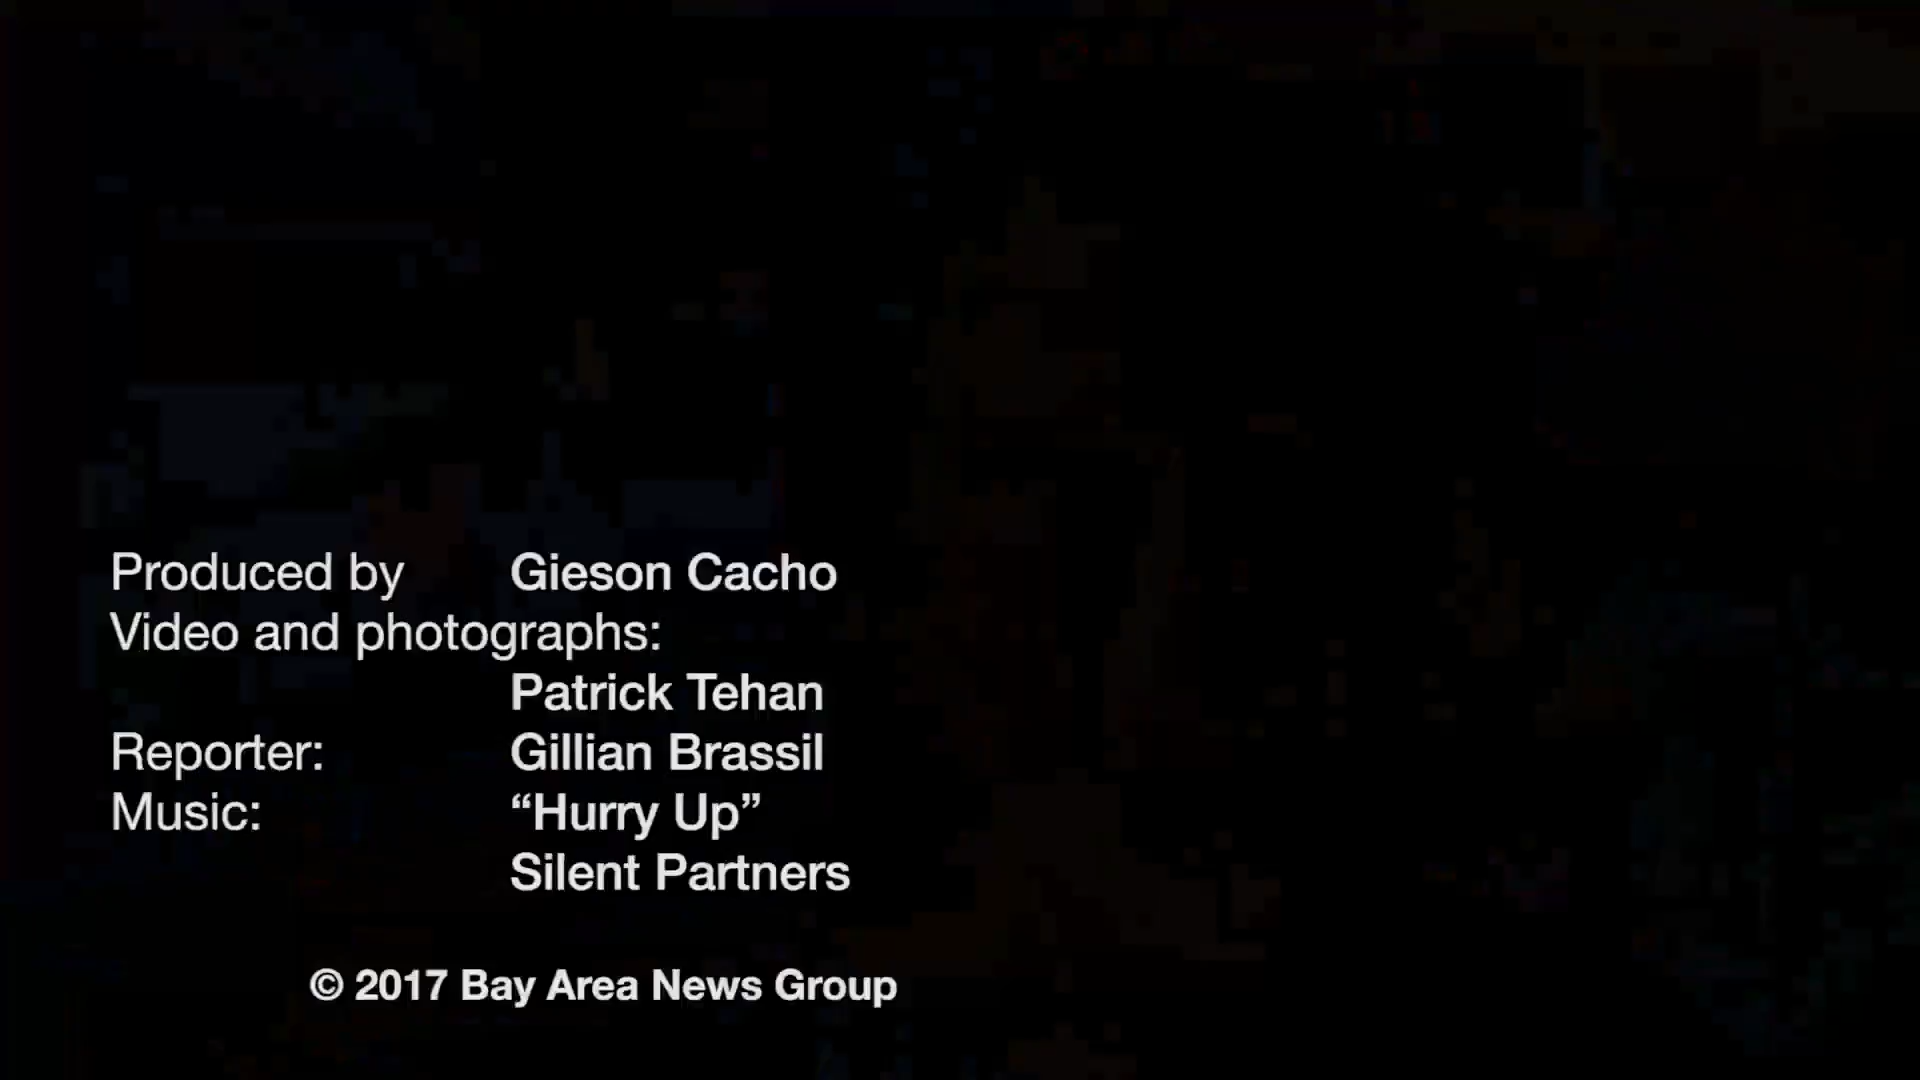 Produced by Gieson Cacho
Video and photographs:
Patrick Tehan
Reporter: Gillian Brassil
Music: “Hurry Up”
Silent Partners
© 2017 Bay Area News Group